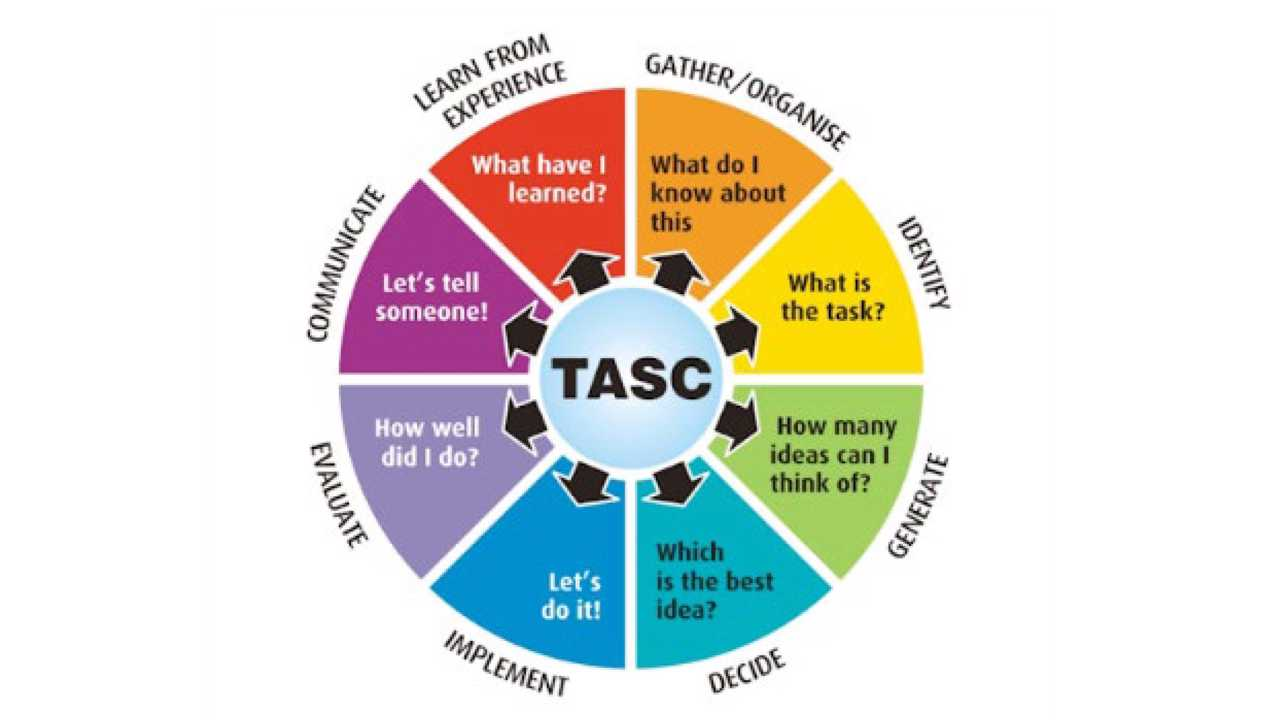 GATHER/ORGANISE
What do I
know about
this
IDENTIFY
What is
the task?
GENERATE
How many
ideas can I
think of?
DECIDE
Which
is the best
idea?
IMPLEMENT
Let's
do it!
EVALUATE
How well
did I do?
COMMUNICATE
Let's tell
someone!
LEARN FROM
EXPERIENCE
What have I
learned?
TASC